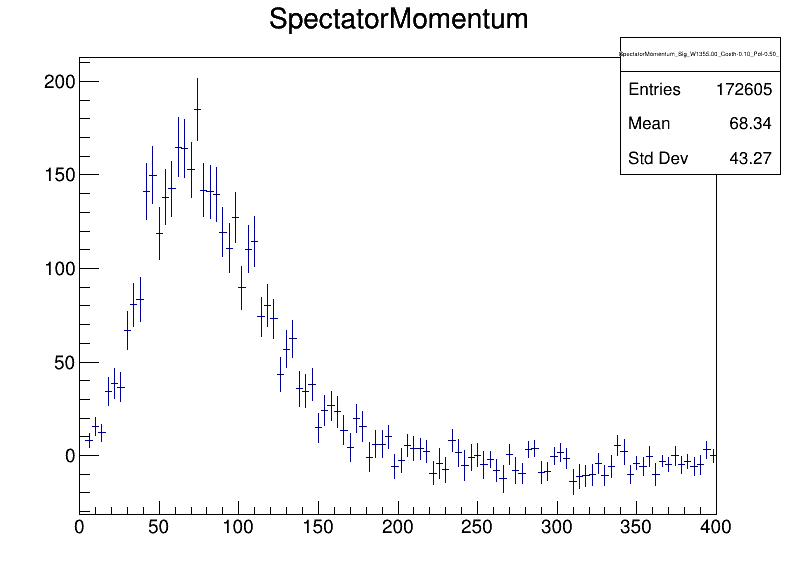 SpectatorMomentum
SpectatorMomentum_Sig_W1355.00_Costh-0.10_Pol-0.50_
Entries 172605
Mean 68.34
Std Dev 43.27
200
150
100
50
0
0 50 100 150 200 250 300 350 400